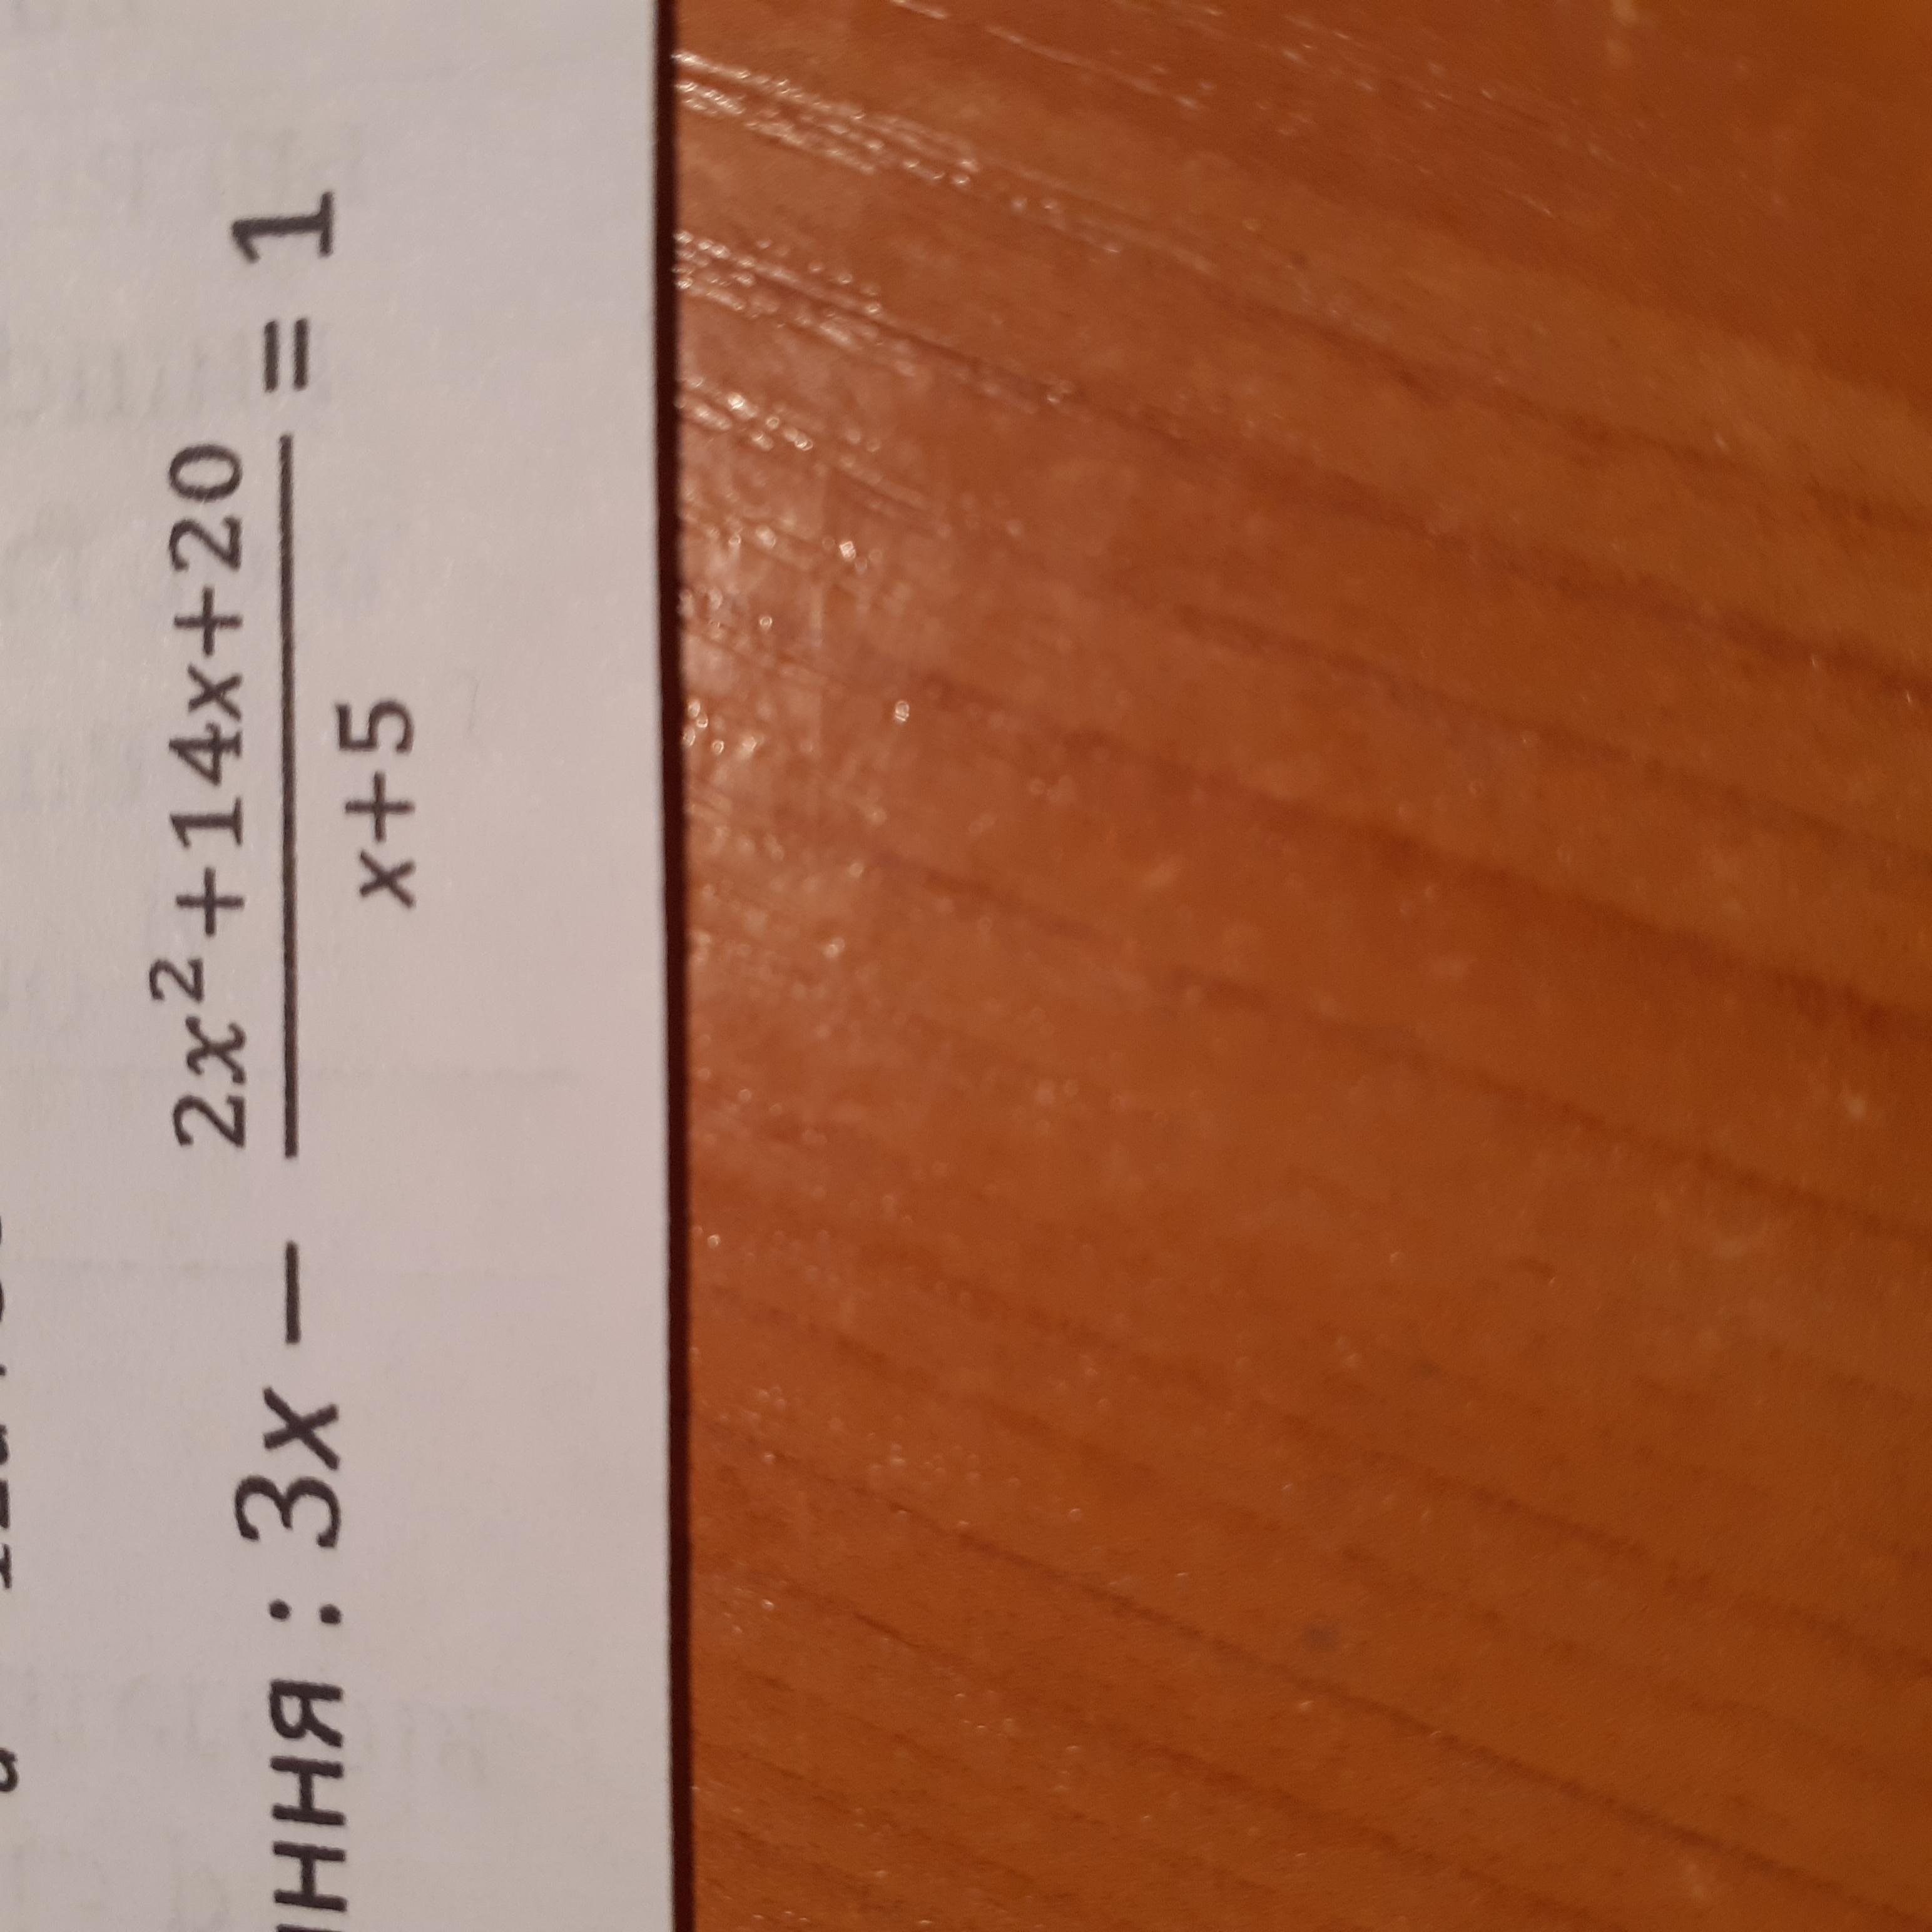 ння : 3x − (2x²+14x+20)/(x+5) = 1